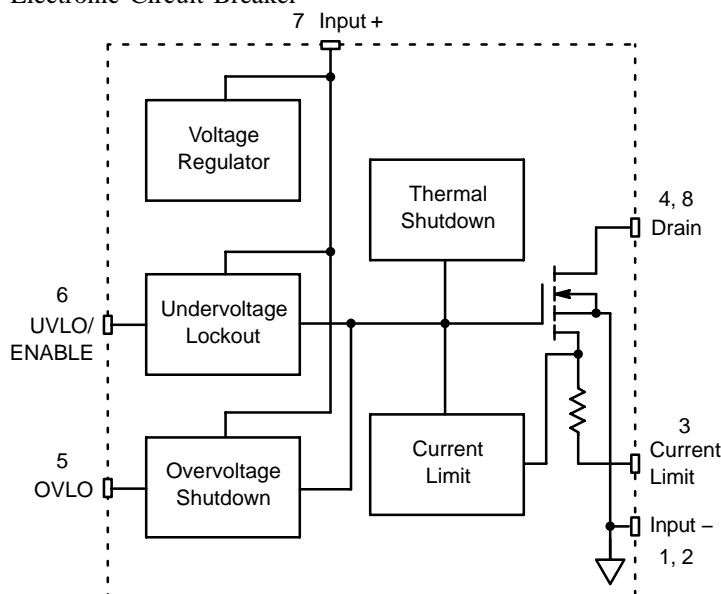 Electronic Circuit Breaker
7 Input +
Voltage
Regulator
Thermal
Shutdown
4, 8
Drain
6
UVLO/
ENABLE
Undervoltage
Lockout
5
OVLO
Overvoltage
Shutdown
Current
Limit
3
Current
Limit
Input –
1, 2